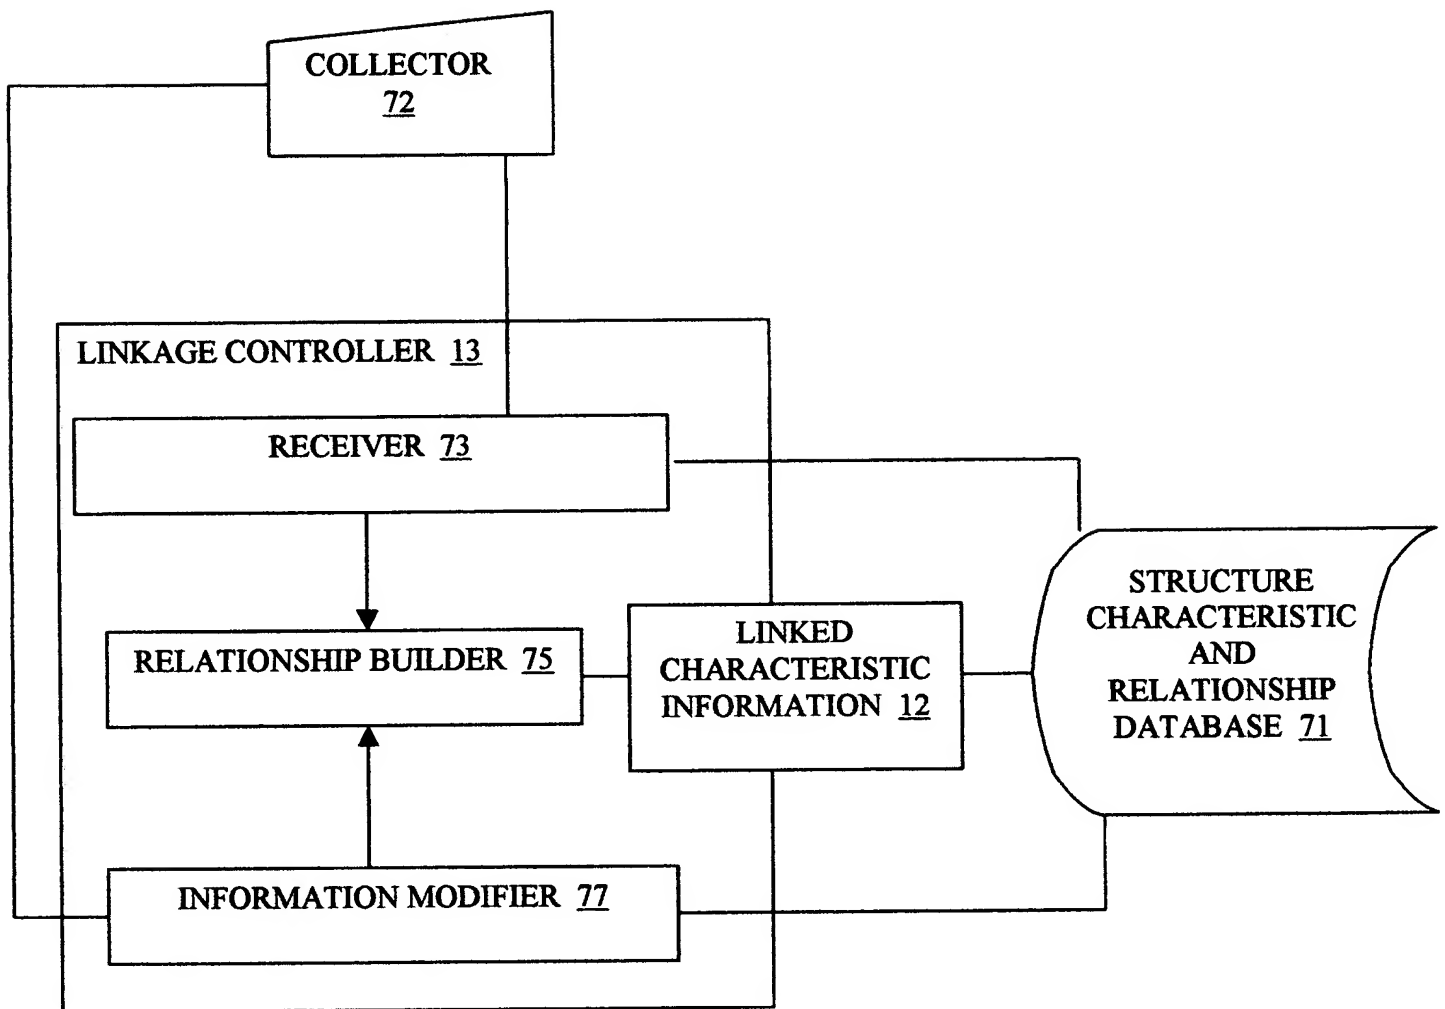 COLLECTOR
72
LINKAGE CONTROLLER 13
RECEIVER 73
RELATIONSHIP BUILDER 75
LINKED
CHARACTERISTIC
INFORMATION 12
STRUCTURE
CHARACTERISTIC
AND
RELATIONSHIP
DATABASE 71
INFORMATION MODIFIER 77